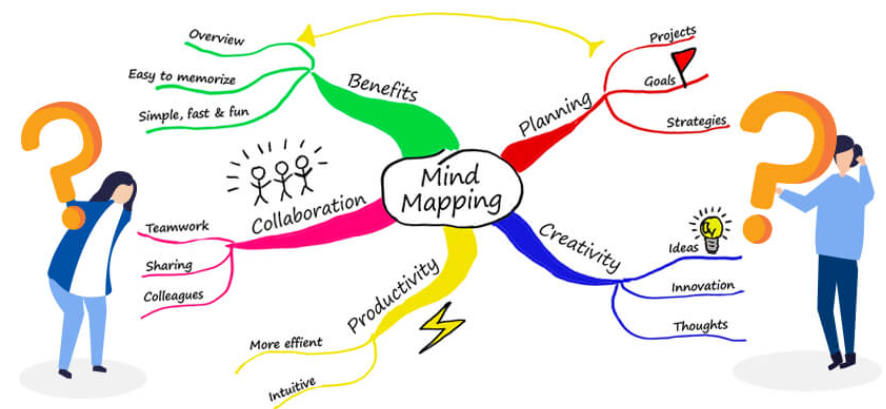 Mind
Mapping
Benefits
Overview
Easy to memorize
Simple, fast & fun
Planning
Projects
Goals
Strategies
Collaboration
Teamwork
Sharing
Colleagues
Productivity
More effient
Intuitive
Creativity
Ideas
Innovation
Thoughts